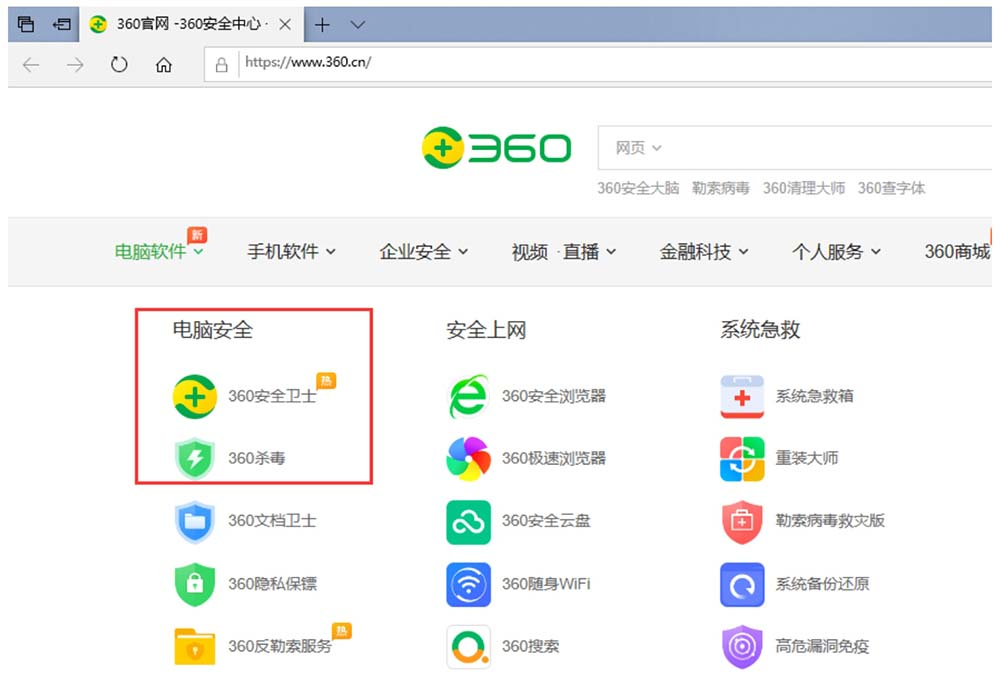 360官网 -360安全中心 ·
https://www.360.cn/
360
网页
360安全大脑 勒索病毒 360清理大师 360查字体
电脑软件 新 手机软件 企业安全 视频·直播 金融科技 个人服务 360商城
电脑安全
360安全卫士 热
360杀毒
360文档卫士
360隐私保镖
360反勒索服务 热
安全上网
360安全浏览器
360极速浏览器
360安全云盘
360随身WiFi
360搜索
系统急救
系统急救箱
重装大师
勒索病毒救灾版
系统备份还原
高危漏洞免疫